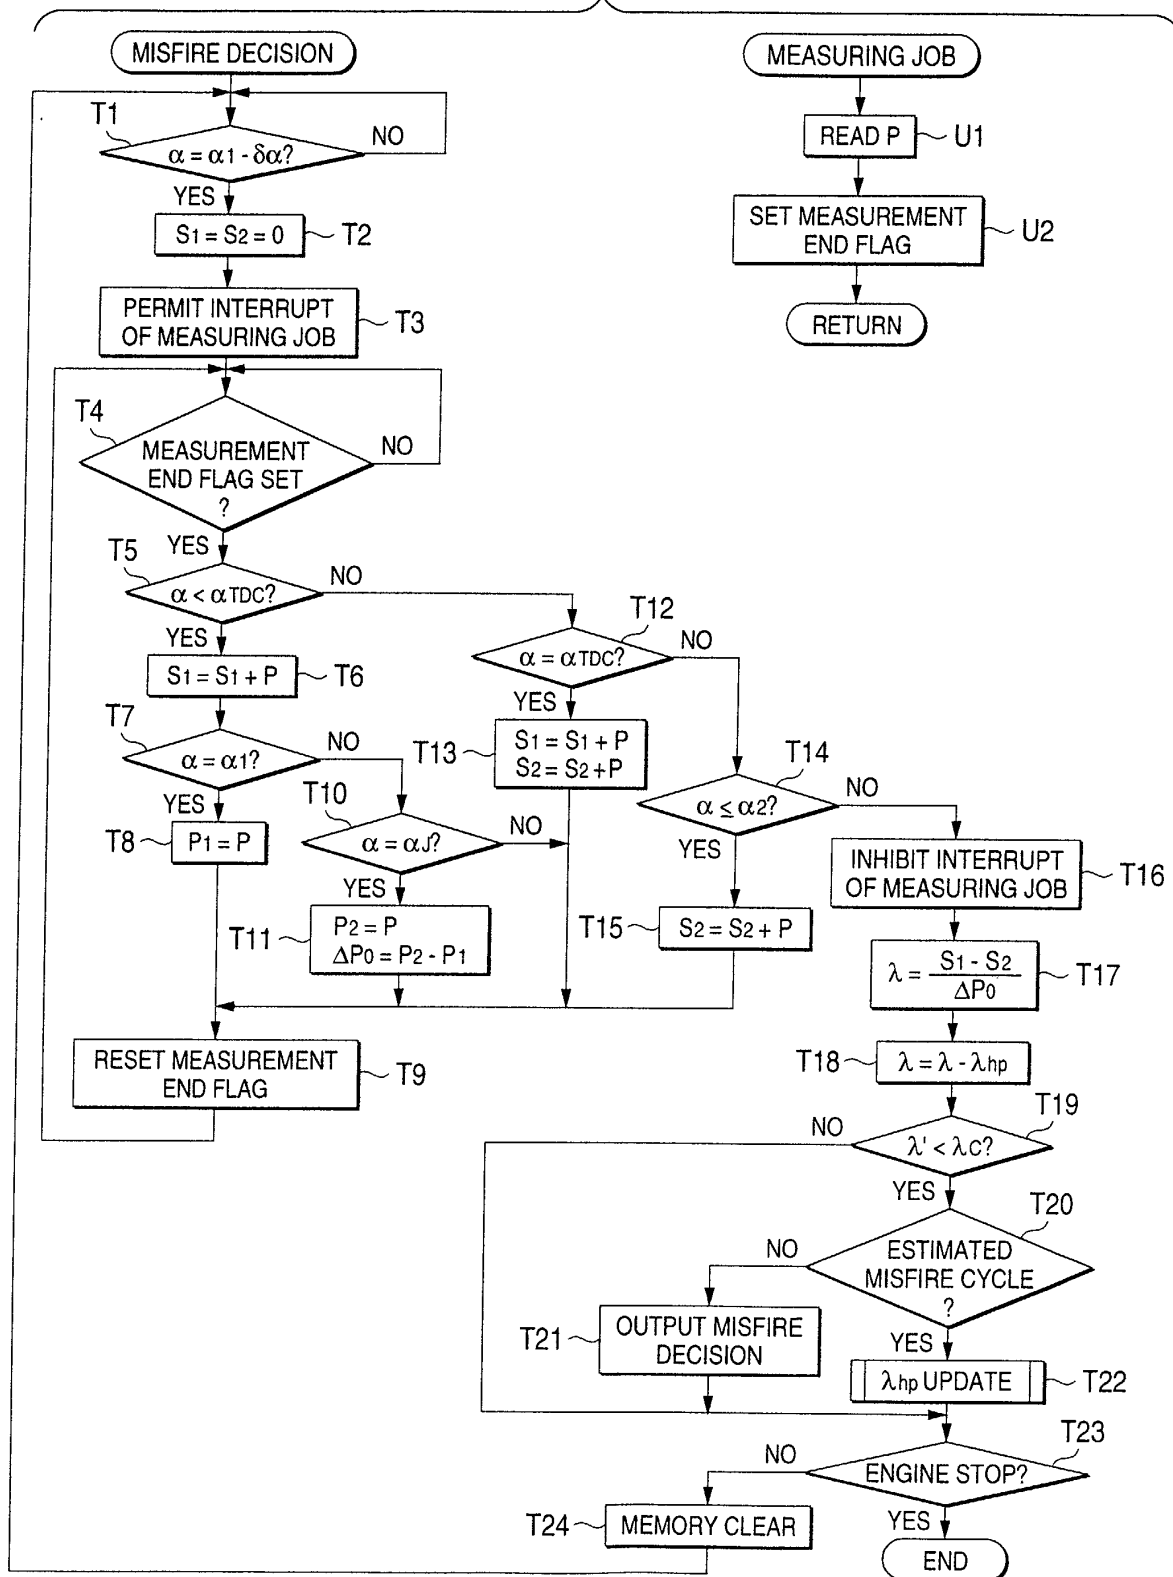 MISFIRE DECISION
T1
α = α1 - δα?
NO
YES
S1 = S2 = 0
T2
PERMIT INTERRUPT
OF MEASURING JOB
T3
T4
MEASUREMENT
END FLAG SET
?
NO
YES
T5
α < αTDC?
NO
YES
S1 = S1 + P
T6
T7
α = α1?
NO
YES
T8
P1 = P
T10
α = αJ?
NO
YES
T11
P2 = P
ΔP0 = P2 - P1
RESET MEASUREMENT
END FLAG
T9
T12
α = αTDC?
NO
YES
T13
S1 = S1 + P
S2 = S2 + P
T14
α ≤ α2?
NO
YES
T15
S2 = S2 + P
INHIBIT INTERRUPT
OF MEASURING JOB
T16
λ = S1 - S2
ΔP0
T17
T18
λ = λ - λhp
T19
NO
λ' < λC?
YES
T20
NO
ESTIMATED
MISFIRE CYCLE
?
T21
OUTPUT MISFIRE
DECISION
YES
λhp UPDATE
T22
T23
NO
ENGINE STOP?
T24
MEMORY CLEAR
YES
END
MEASURING JOB
READ P
U1
SET MEASUREMENT
END FLAG
U2
RETURN